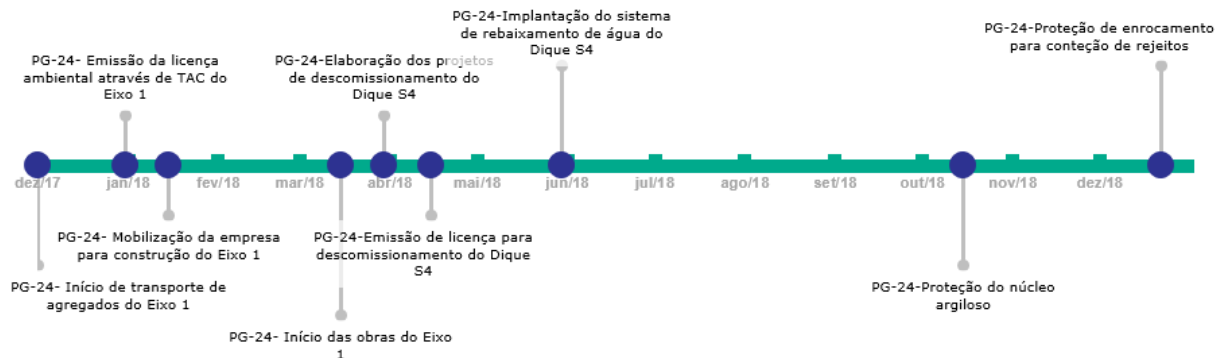 PG-24-Implantação do sistema
de rebaixamento de água do
Dique S4
PG-24-Proteção de enrocamento
para conteção de rejeitos
PG-24- Emissão da licença
ambiental através de TAC do
Eixo 1
PG-24-Elaboração dos projetos
de descomissionamento do
Dique S4
dez/17 jan/18 fev/18 mar/18 abr/18 mai/18 jun/18 jul/18 ago/18 set/18 out/18 nov/18 dez/18
PG-24- Mobilização da empresa
para construção do Eixo 1
PG-24-Emissão de licença para
descomissionamento do Dique
S4
PG-24- Início de transporte de
agregados do Eixo 1
PG-24-Proteção do núcleo
argiloso
PG-24- Início das obras do Eixo
1